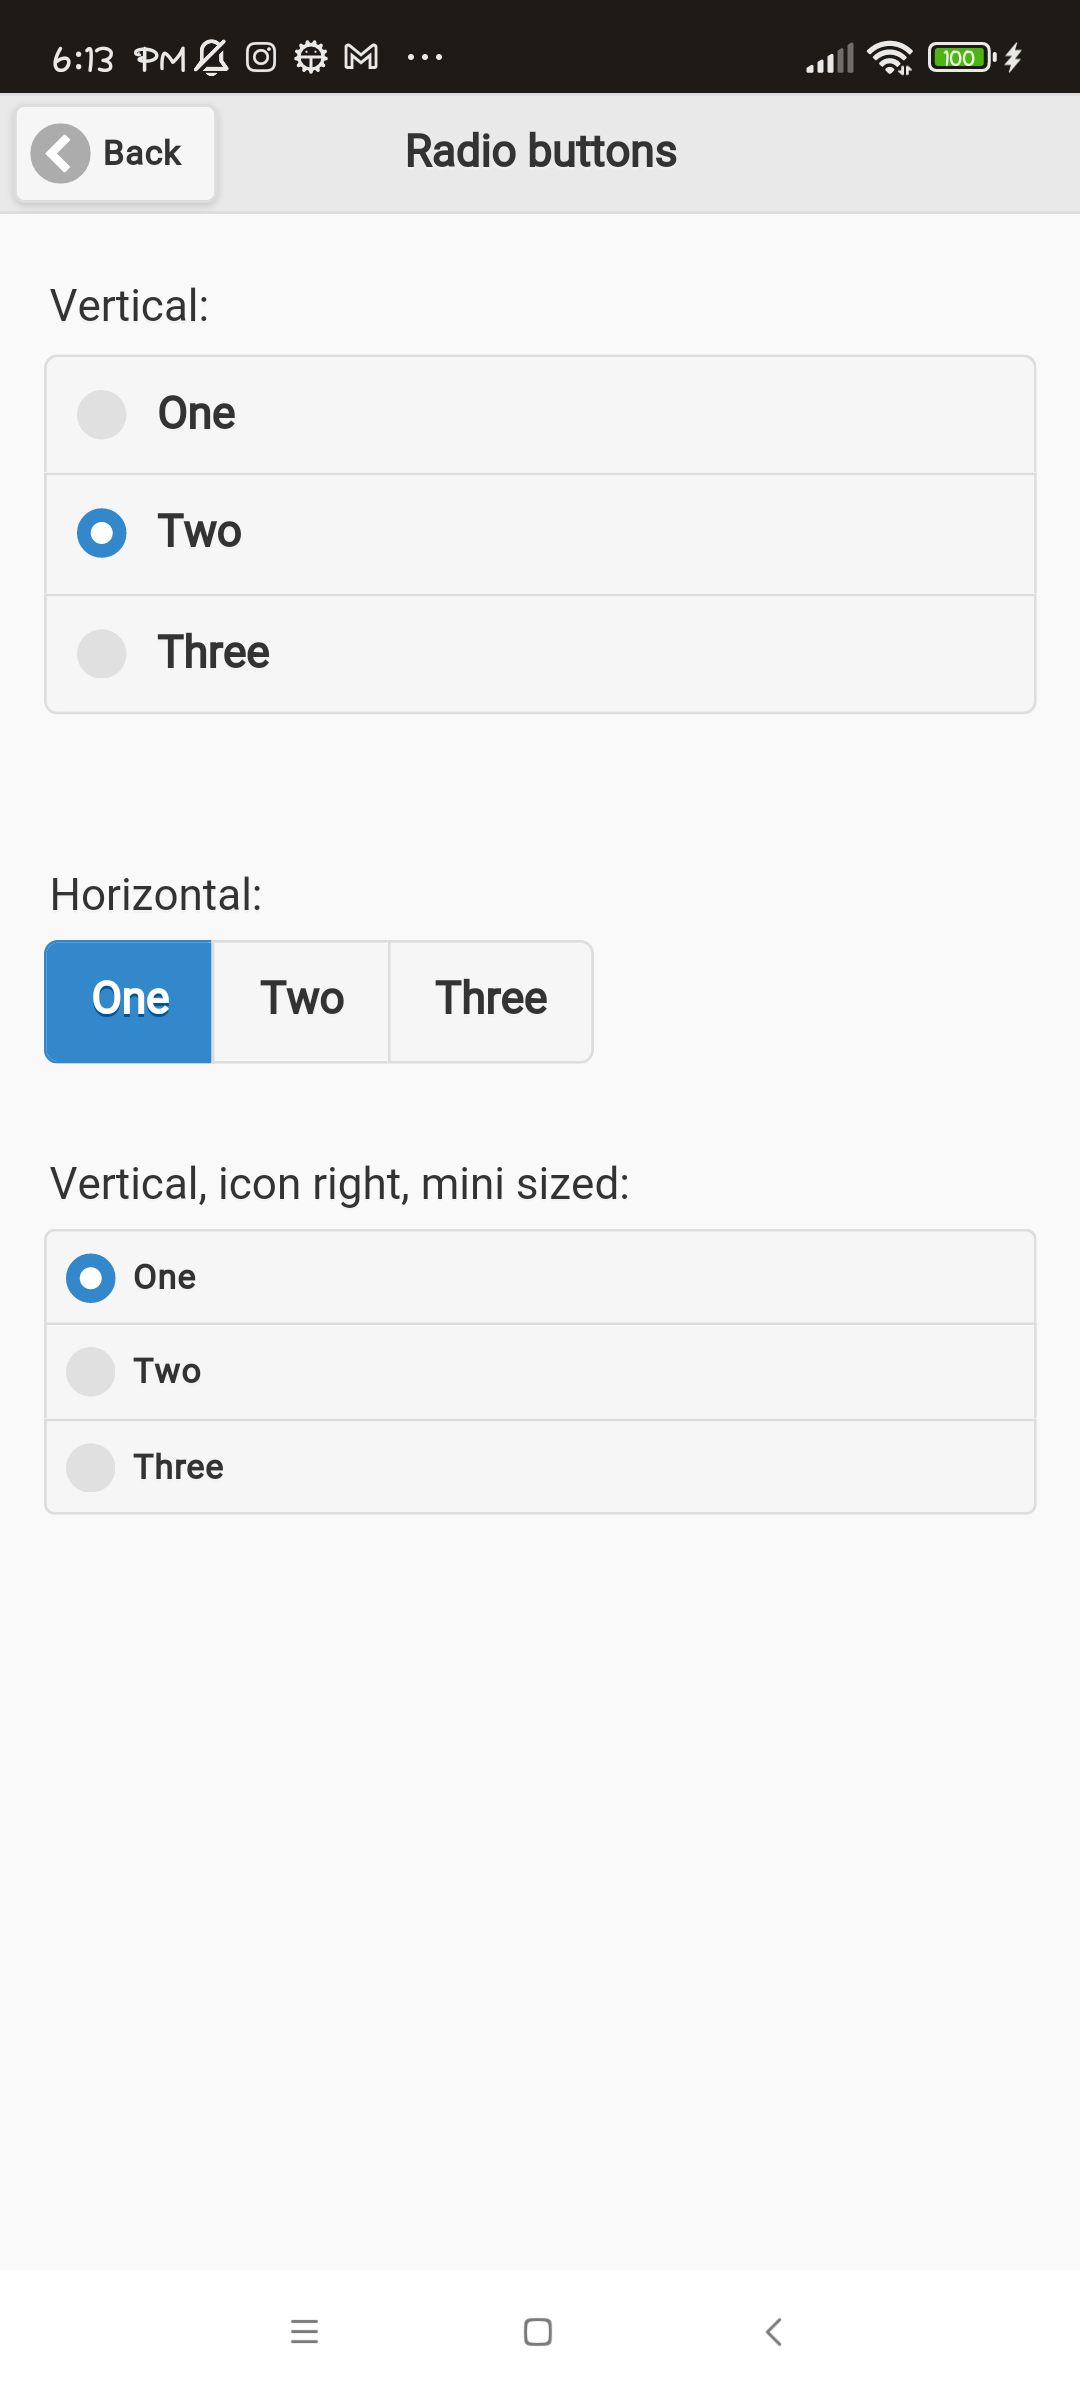 6:13 PM 100
Back
Radio buttons
Vertical:
One
Two
Three
Horizontal:
One Two Three
Vertical, icon right, mini sized:
One
Two
Three